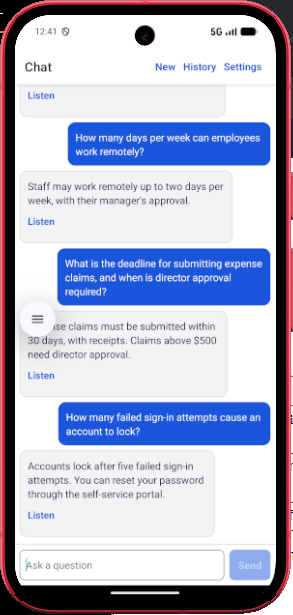 12:41
5G
Chat
New History Settings
Listen
How many days per week can employees
work remotely?
Staff may work remotely up to two days per
week, with their manager's approval.
Listen
What is the deadline for submitting expense
claims, and when is director approval
required?
se claims must be submitted within
30 days, with receipts. Claims above $500
need director approval.
Listen
How many failed sign-in attempts cause an
account to lock?
Accounts lock after five failed sign-in
attempts. You can reset your password
through the self-service portal.
Listen
Ask a question
Send